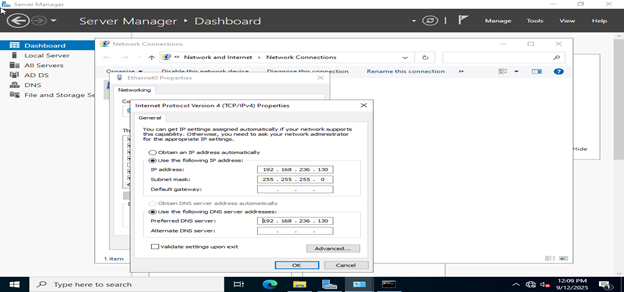 Server Manager
Server Manager • Dashboard
Manage Tools View Help
Dashboard
Local Server
All Servers
AD DS
DNS
File and Storage Se
Network Connections
Network and Internet > Network Connections
Organize
Disable this network device
Diagnose this connection
Rename this connection
»
Ethernet0 Properties
Networking
Internet Protocol Version 4 (TCP/IPv4) Properties
General
You can get IP settings assigned automatically if your network supports
this capability. Otherwise, you need to ask your network administrator
for the appropriate IP settings.
Obtain an IP address automatically
Use the following IP address:
IP address: 192 . 168 . 236 . 130
Subnet mask: 255 . 255 . 255 . 0
Default gateway: . . .
Obtain DNS server address automatically
Use the following DNS server addresses:
Preferred DNS server: 192 . 168 . 236 . 130
Alternate DNS server: . . .
Validate settings upon exit
Advanced...
OK
Cancel
Hide
1 item
Type here to search
12:09 PM
9/12/2025